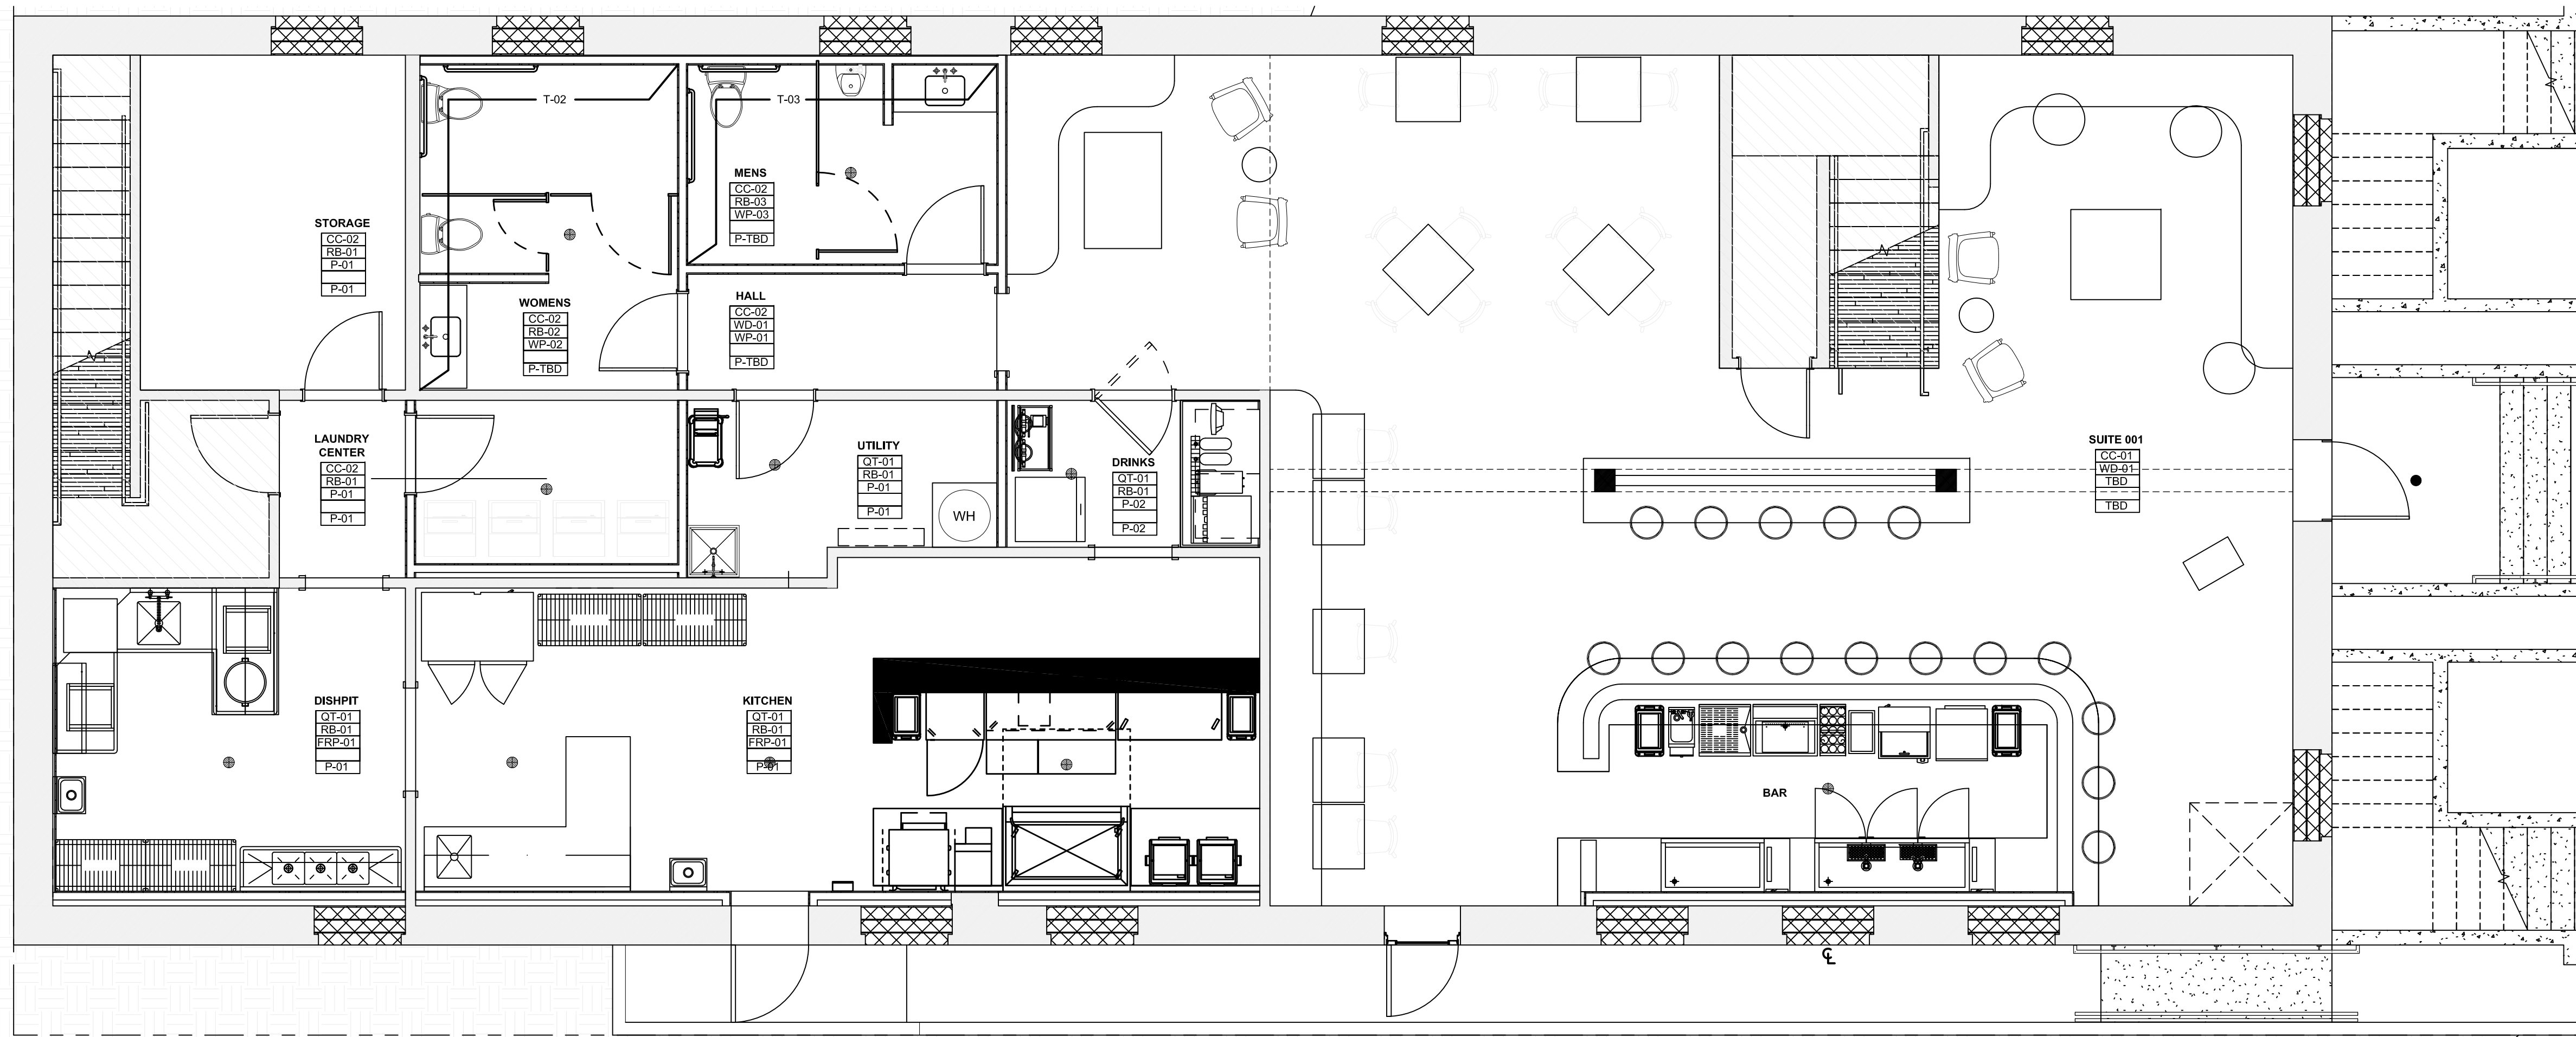 T-02
T-03
MENS
CC-02
RB-03
WP-03
P-TBD
STORAGE
CC-02
RB-01
P-01
P-01
WOMENS
CC-02
RB-02
WP-02
P-TBD
HALL
CC-02
WD-01
WP-01
P-TBD
LAUNDRY
CENTER
CC-02
RB-01
P-01
P-01
UTILITY
QT-01
RB-01
P-01
P-01
WH
DRINKS
QT-01
RB-01
P-02
P-02
SUITE 001
CC-01
WD-01
TBD
TBD
DISHPIT
QT-01
RB-01
FRP-01
P-01
KITCHEN
QT-01
RB-01
FRP-01
P-01
BAR
℄